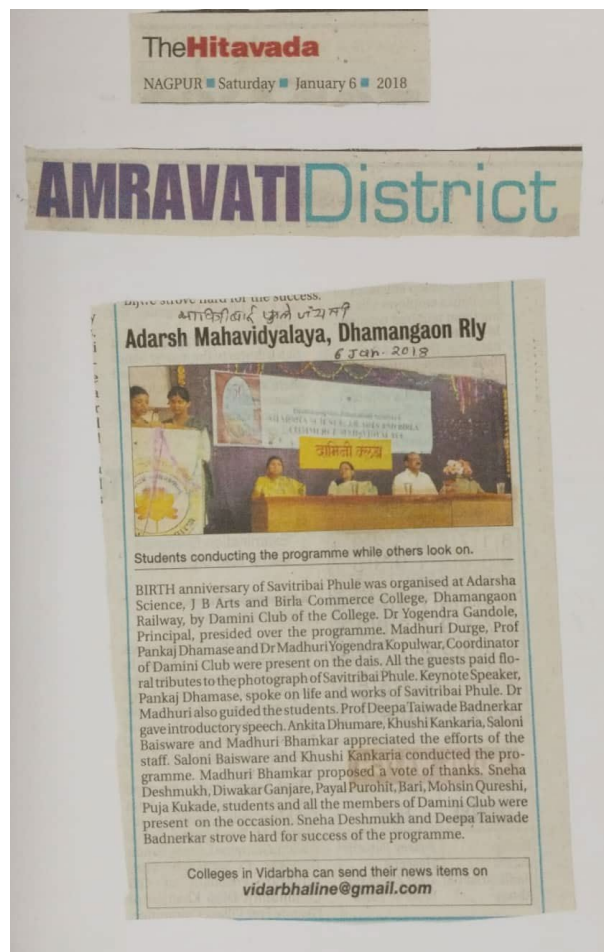 TheHitavada
NAGPUR ■ Saturday ■ January 6 ■ 2018
AMRAVATIDistrict
strove hard for the success.
सावित्रीबाई फुले जयंती
Adarsh Mahavidyalaya, Dhamangaon Rly
6 Jan. 2018
दामिनी क्लब
Students conducting the programme while others look on.
BIRTH anniversary of Savitribai Phule was organised at Adarsha
Science, J B Arts and Birla Commerce College, Dhamangaon
Railway, by Damini Club of the College. Dr Yogendra Gandole,
Principal, presided over the programme. Madhuri Durge, Prof
Pankaj Dhamase and Dr Madhuri Yogendra Kopulwar, Coordinator
of Damini Club were present on the dais. All the guests paid flo-
ral tributes to the photograph of Savitribai Phule. Keynote Speaker,
Pankaj Dhamase, spoke on life and works of Savitribai Phule. Dr
Madhuri also guided the students. Prof Deepa Taiwade Badnerkar
gave introductory speech. Ankita Dhumare, Khushi Kankaria, Saloni
Baisware and Madhuri Bhamkar appreciated the efforts of the
staff. Saloni Baisware and Khushi Kankaria conducted the pro-
gramme. Madhuri Bhamkar proposed a vote of thanks. Sneha
Deshmukh, Diwakar Ganjare, Payal Purohit, Bari, Mohsin Qureshi,
Puja Kukade, students and all the members of Damini Club were
present on the occasion. Sneha Deshmukh and Deepa Taiwade
Badnerkar strove hard for success of the programme.
Colleges in Vidarbha can send their news items on
vidarbhaline@gmail.com